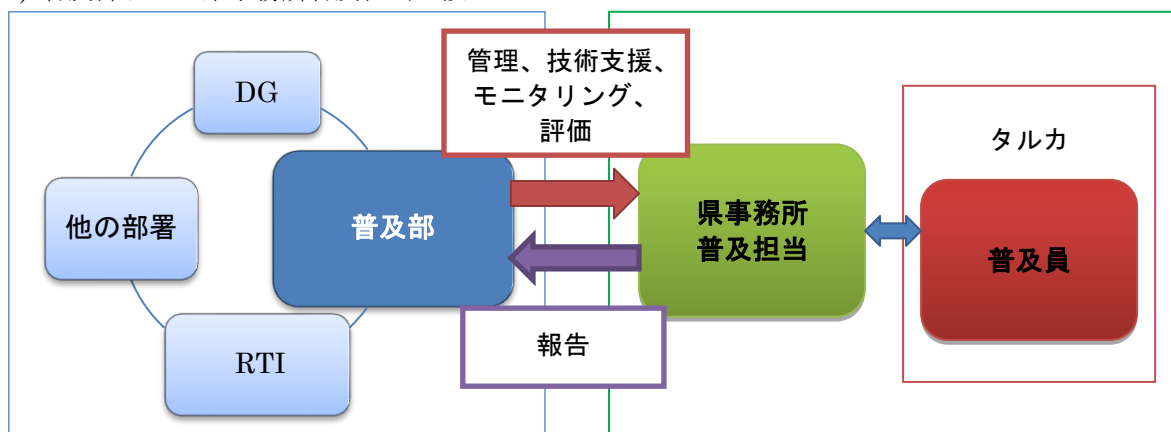 管理、技術支援、
モニタリング、
評価
DG
他の部署
普及部
RTI
報告
県事務所
普及担当
タルカ
普及員